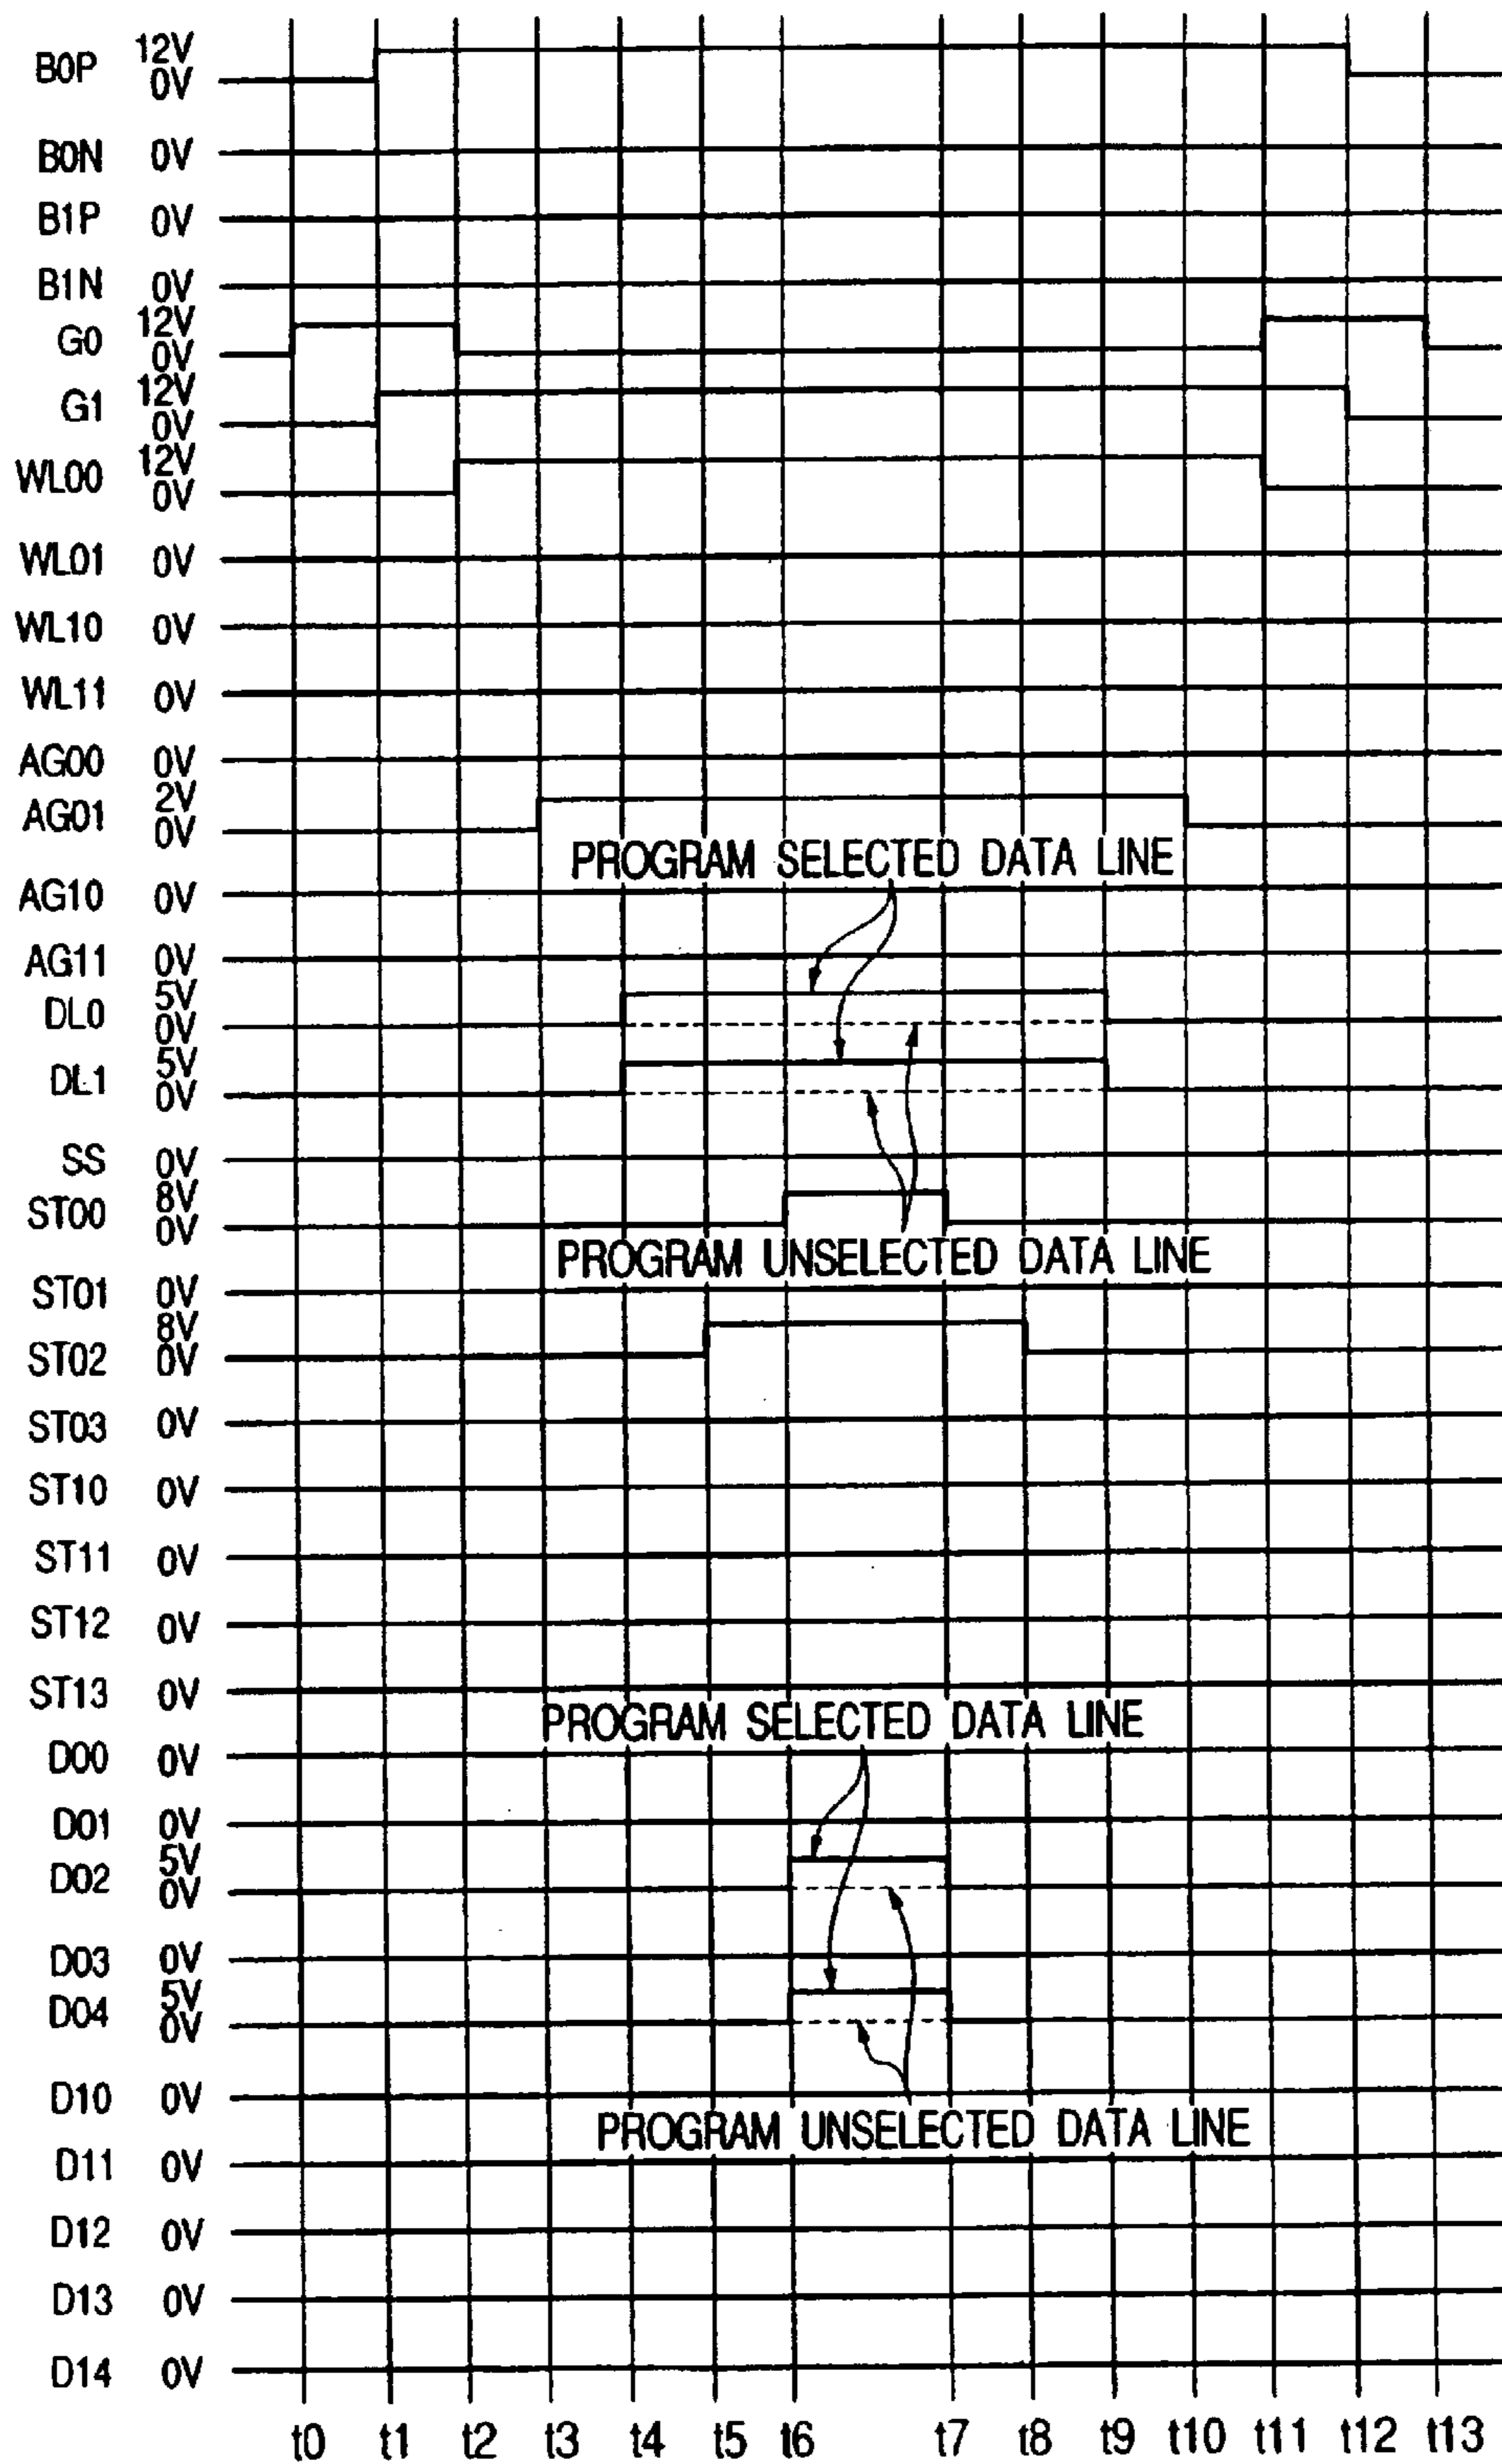 B0P 12V
0V
B0N 0V
B1P 0V
B1N 0V
G0 12V
0V
G1 12V
0V
WL00 12V
0V
WL01 0V
WL10 0V
WL11 0V
AG00 0V
AG01 2V
0V
PROGRAM SELECTED DATA LINE
AG10 0V
AG11 0V
DL0 5V
0V
DL1 5V
0V
SS 0V
ST00 8V
0V
PROGRAM UNSELECTED DATA LINE
ST01 0V
ST02 8V
0V
ST03 0V
ST10 0V
ST11 0V
ST12 0V
ST13 0V
PROGRAM SELECTED DATA LINE
D00 0V
D01 0V
D02 5V
0V
D03 0V
D04 5V
0V
D10 0V
PROGRAM UNSELECTED DATA LINE
D11 0V
D12 0V
D13 0V
D14 0V
t0 t1 t2 t3 t4 t5 t6 t7 t8 t9 t10 t11 t12 t13